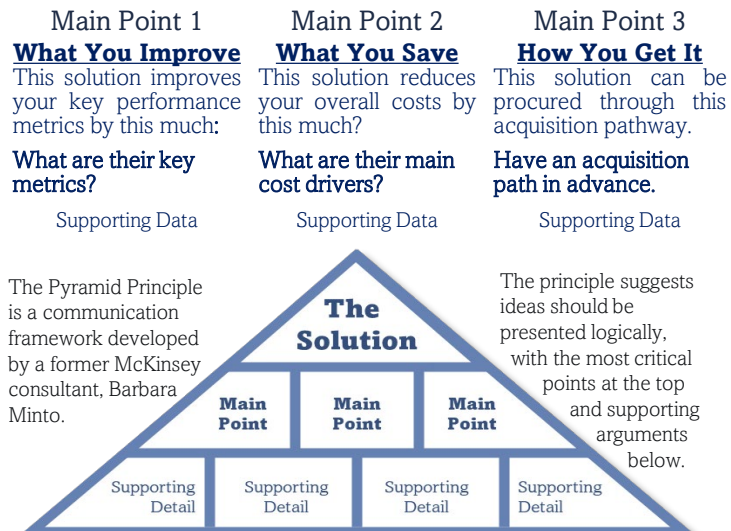 Main Point 1
What You Improve
This solution improves
your key performance
metrics by this much:
What are their key
metrics?
Supporting Data
Main Point 2
What You Save
This solution reduces
your overall costs by
this much?
What are their main
cost drivers?
Supporting Data
Main Point 3
How You Get It
This solution can be
procured through this
acquisition pathway.
Have an acquisition
path in advance.
Supporting Data
The Pyramid Principle
is a communication
framework developed
by a former McKinsey
consultant, Barbara
Minto.
The
Solution
Main
Point
Main
Point
Main
Point
Supporting
Detail
Supporting
Detail
Supporting
Detail
Supporting
Detail
The principle suggests
ideas should be
presented logically,
with the most critical
points at the top
and supporting
arguments
below.